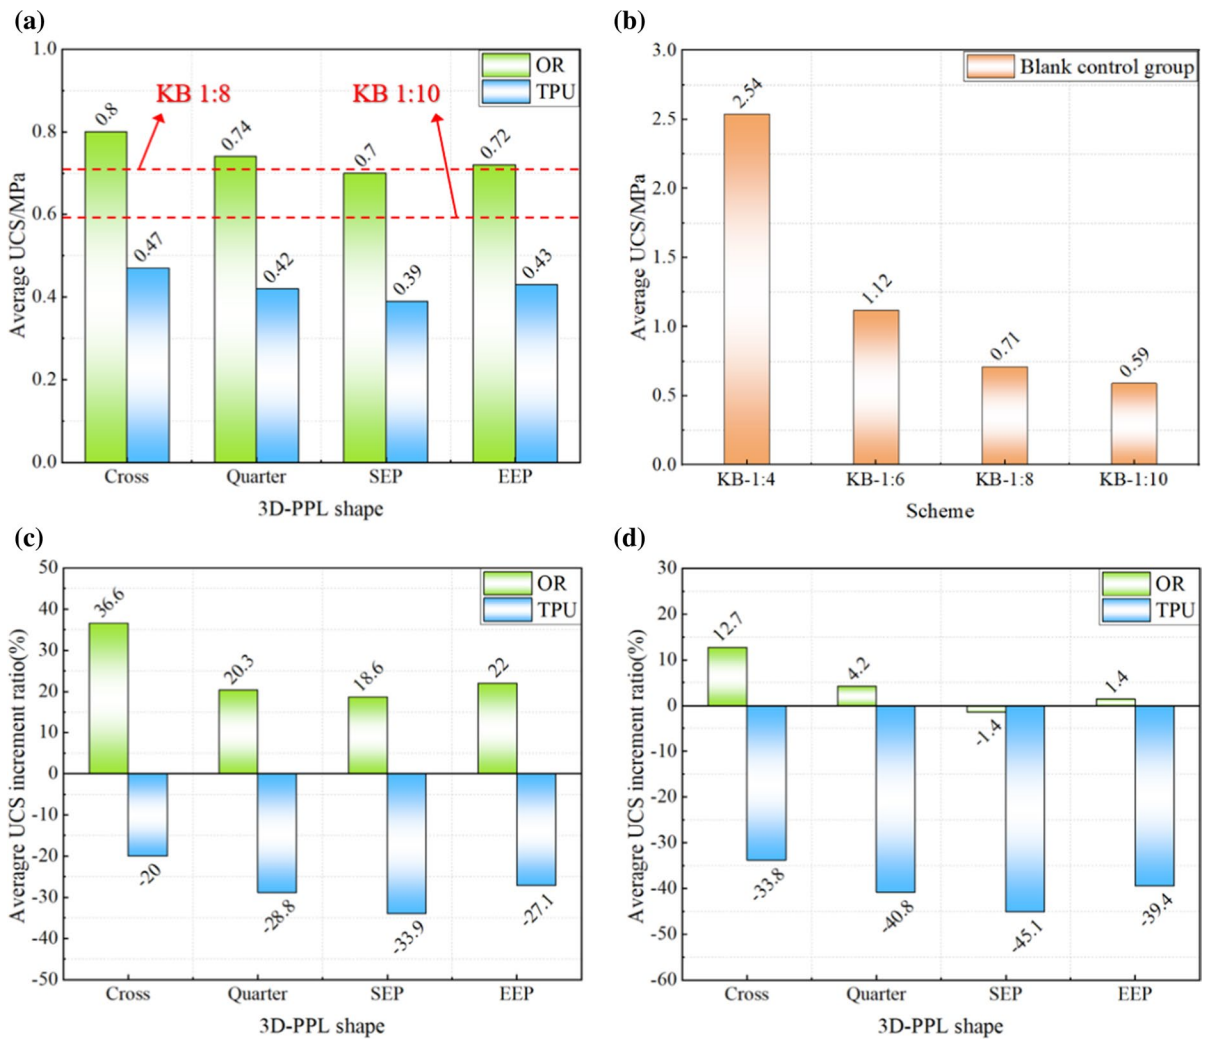 (a)
1.0
0.8
0.6
0.4
0.2
0.0
Average UCS/MPa
OR
TPU
KB 1:8
KB 1:10
0.8
0.47
0.74
0.42
0.7
0.39
0.72
0.43
Cross
Quarter
SEP
EEP
3D-PPL shape
(b)
3.0
2.5
2.0
1.5
1.0
0.5
0.0
Average UCS/MPa
Blank control group
2.54
1.12
0.71
0.59
KB-1:4
KB-1:6
KB-1:8
KB-1:10
Scheme
(c)
50
40
30
20
10
0
-10
-20
-30
-40
-50
Averagre UCS increment ratio(%)
OR
TPU
36.6
-20
20.3
-28.8
18.6
-33.9
22
-27.1
Cross
Quarter
SEP
EEP
3D-PPL shape
(d)
30
20
10
0
-10
-20
-30
-40
-50
-60
Averagre UCS increment ratio(%)
OR
TPU
12.7
-33.8
4.2
-40.8
-1.4
-45.1
1.4
-39.4
Cross
Quarter
SEP
EEP
3D-PPL shape